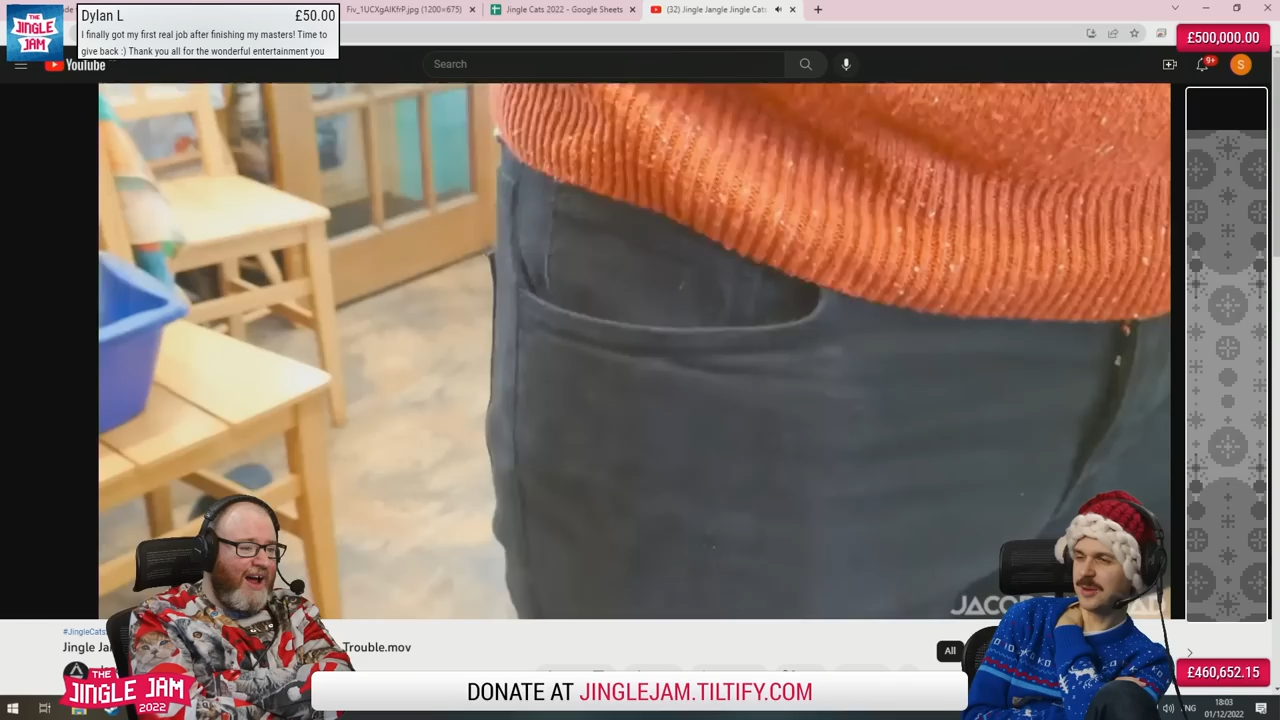 THE
JINGLE
JAM
Dylan L £50.00
I finally got my first real job after finishing my masters! Time to
give back :) Thank you all for the wonderful entertainment you
Fiv_1UCXgAIKfrP.jpg (1200×675)
Jingle Cats 2022 - Google Sheets
(32) Jingle Jangle Jingle Cats
£500,000.00
YouTube
Search
9+
S
#JingleCats
Jingle Ja
Trouble.mov
All
THE
JINGLE JAM
2022
DONATE AT JINGLEJAM.TILTIFY.COM
£460,652.15
ENG
18:03
01/12/2022